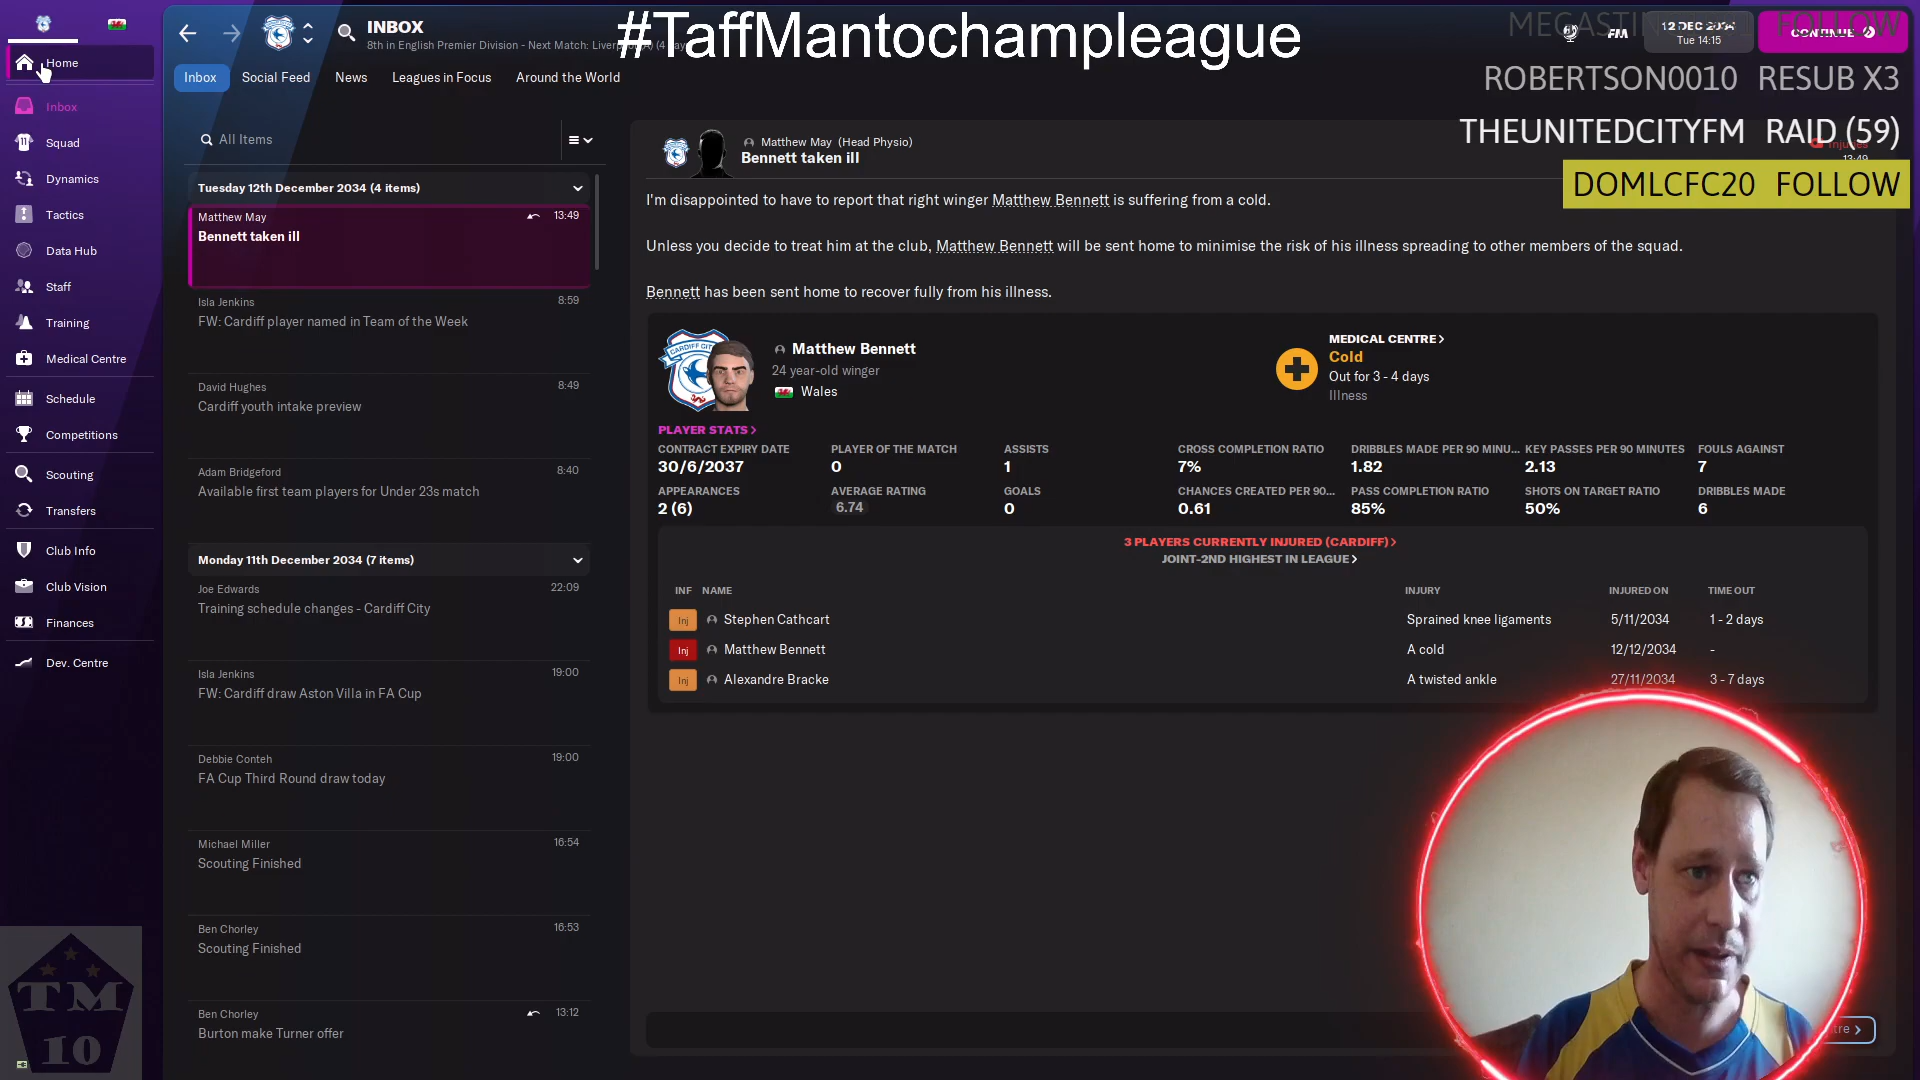 Home
Inbox
Squad
Dynamics
Tactics
Data Hub
Staff
Training
Medical Centre
Schedule
Competitions
Scouting
Transfers
Club Info
Club Vision
Finances
Dev. Centre
TM
10
INBOX
8th in English Premier Division - Next Match:
#TaffMantochampleague
FM
12 DEC 2034
Tue 14:15
CONTINUE
FOLLOW
ROBERTSON0010 RESUB X3
THEUNITEDCITYFM RAID (59)
DOMLCFC20 FOLLOW
Inbox
Social Feed
News
Leagues in Focus
Around the World
All Items
Tuesday 12th December 2034 (4 items)
Matthew May 13:49
Bennett taken ill
Isla Jenkins 8:59
FW: Cardiff player named in Team of the Week
David Hughes 8:49
Cardiff youth intake preview
Adam Bridgeford 8:40
Available first team players for Under 23s match
Monday 11th December 2034 (7 items)
Joe Edwards 22:09
Training schedule changes - Cardiff City
Isla Jenkins 19:00
FW: Cardiff draw Aston Villa in FA Cup
Debbie Conteh 19:00
FA Cup Third Round draw today
Michael Miller 16:54
Scouting Finished
Ben Chorley 16:53
Scouting Finished
Ben Chorley 13:12
Burton make Turner offer
Matthew May (Head Physio)
Bennett taken ill
Injuries
13:49
I'm disappointed to have to report that right winger Matthew Bennett is suffering from a cold.
Unless you decide to treat him at the club, Matthew Bennett will be sent home to minimise the risk of his illness spreading to other members of the squad.
Bennett has been sent home to recover fully from his illness.
CARDIFF CITY
Matthew Bennett
24 year-old winger
Wales
MEDICAL CENTRE
Cold
Out for 3 - 4 days
Illness
PLAYER STATS
CONTRACT EXPIRY DATE PLAYER OF THE MATCH ASSISTS CROSS COMPLETION RATIO DRIBBLES MADE PER 90 MINU... KEY PASSES PER 90 MINUTES FOULS AGAINST
30/6/2037 0 1 7% 1.82 2.13 7
APPEARANCES AVERAGE RATING GOALS CHANCES CREATED PER 90... PASS COMPLETION RATIO SHOTS ON TARGET RATIO DRIBBLES MADE
2 (6) 6.74 0 0.61 85% 50% 6
3 PLAYERS CURRENTLY INJURED (CARDIFF)
JOINT-2ND HIGHEST IN LEAGUE
INF NAME INJURY INJURED ON TIME OUT
Inj Stephen Cathcart Sprained knee ligaments 5/11/2034 1 - 2 days
Inj Matthew Bennett A cold 12/12/2034 -
Inj Alexandre Bracke A twisted ankle 27/11/2034 3 - 7 days